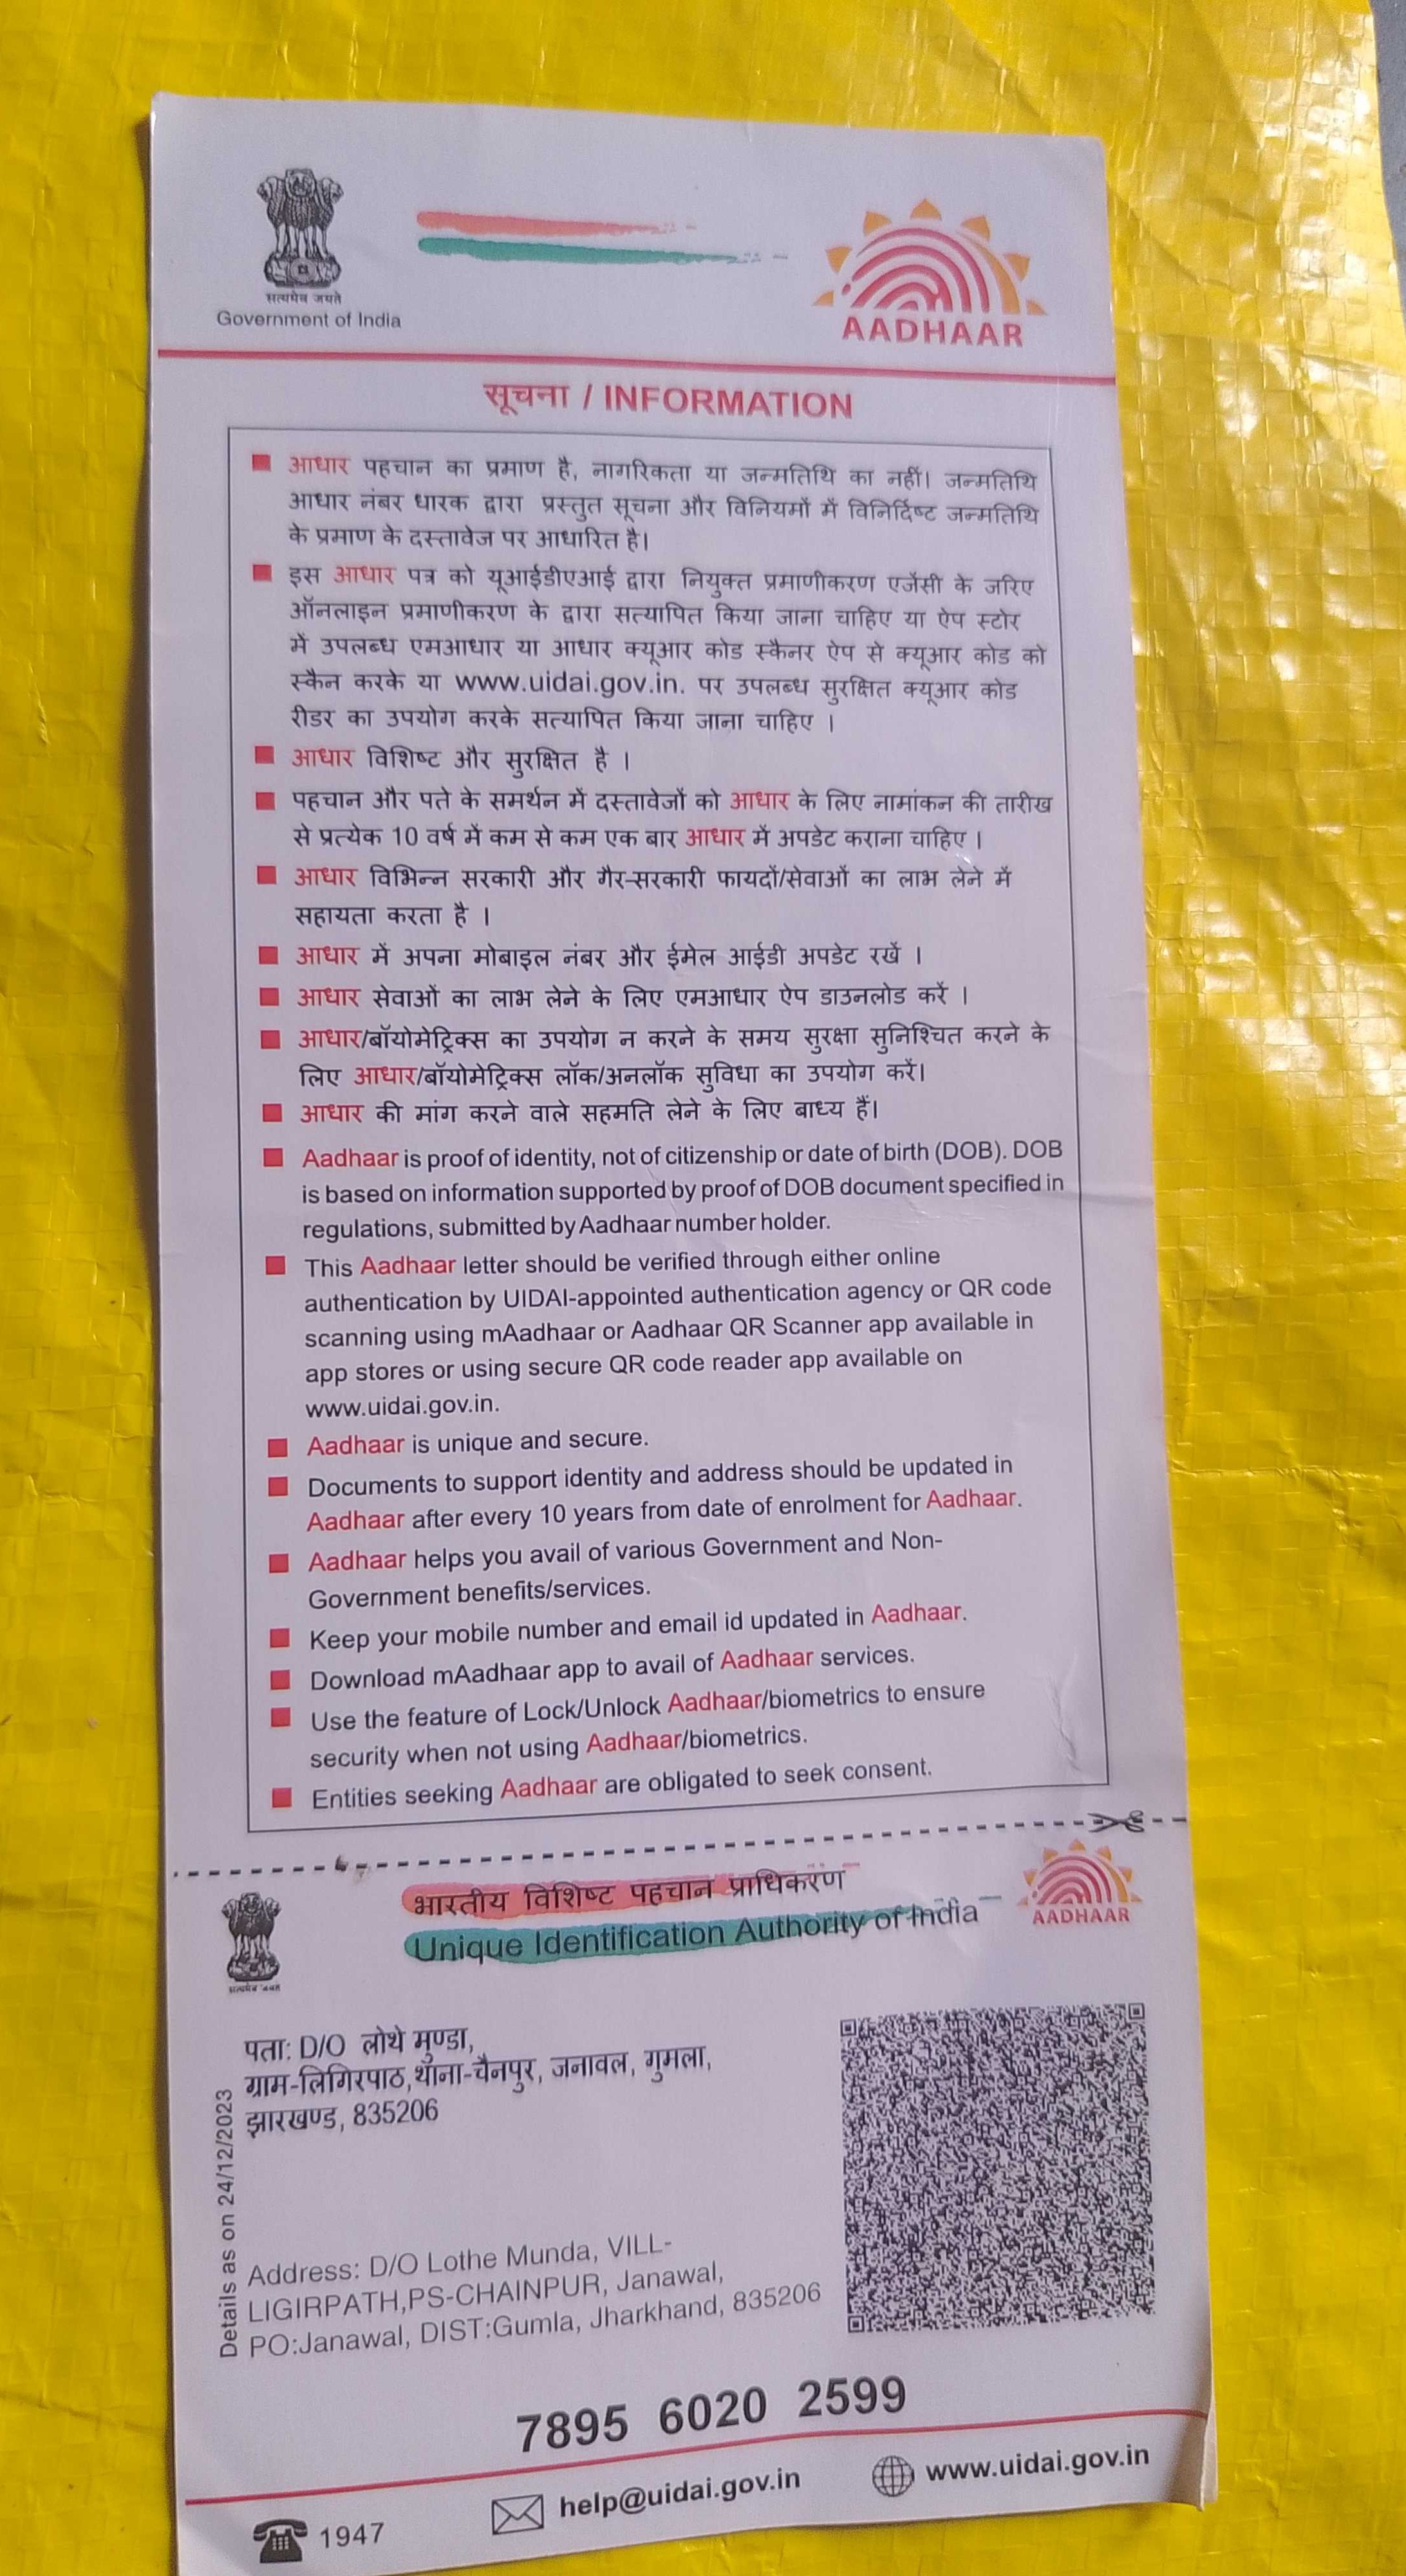 सत्यमेव जयते
Government of India
AADHAAR
सूचना / INFORMATION
आधार पहचान का प्रमाण है, नागरिकता या जन्मतिथि का नहीं। जन्मतिथि
आधार नंबर धारक द्वारा प्रस्तुत सूचना और विनियमों में विनिर्दिष्ट जन्मतिथि
के प्रमाण के दस्तावेज पर आधारित है।
इस आधार पत्र को यूआईडीएआई द्वारा नियुक्त प्रमाणीकरण एजेंसी के जरिए
ऑनलाइन प्रमाणीकरण के द्वारा सत्यापित किया जाना चाहिए या ऐप स्टोर
में उपलब्ध एमआधार या आधार क्यूआर कोड स्कैनर ऐप से क्यूआर कोड को
स्कैन करके या www.uidai.gov.in. पर उपलब्ध सुरक्षित क्यूआर कोड
रीडर का उपयोग करके सत्यापित किया जाना चाहिए ।
आधार विशिष्ट और सुरक्षित है ।
पहचान और पते के समर्थन में दस्तावेजों को आधार के लिए नामांकन की तारीख
से प्रत्येक 10 वर्ष में कम से कम एक बार आधार में अपडेट कराना चाहिए ।
आधार विभिन्न सरकारी और गैर-सरकारी फायदों/सेवाओं का लाभ लेने में
सहायता करता है ।
आधार में अपना मोबाइल नंबर और ईमेल आईडी अपडेट रखें ।
आधार सेवाओं का लाभ लेने के लिए एमआधार ऐप डाउनलोड करें ।
आधार/बॉयोमेट्रिक्स का उपयोग न करने के समय सुरक्षा सुनिश्चित करने के
लिए आधार/बॉयोमेट्रिक्स लॉक/अनलॉक सुविधा का उपयोग करें।
आधार की मांग करने वाले सहमति लेने के लिए बाध्य हैं।
Aadhaar is proof of identity, not of citizenship or date of birth (DOB). DOB
is based on information supported by proof of DOB document specified in
regulations, submitted by Aadhaar number holder.
This Aadhaar letter should be verified through either online
authentication by UIDAI-appointed authentication agency or QR code
scanning using mAadhaar or Aadhaar QR Scanner app available in
app stores or using secure QR code reader app available on
www.uidai.gov.in.
Aadhaar is unique and secure.
Documents to support identity and address should be updated in
Aadhaar after every 10 years from date of enrolment for Aadhaar.
Aadhaar helps you avail of various Government and Non-
Government benefits/services.
Keep your mobile number and email id updated in Aadhaar.
Download mAadhaar app to avail of Aadhaar services.
Use the feature of Lock/Unlock Aadhaar/biometrics to ensure
security when not using Aadhaar/biometrics.
Entities seeking Aadhaar are obligated to seek consent.
सत्यमेव जयते
भारतीय विशिष्ट पहचान प्राधिकरण
Unique Identification Authority of India
AADHAAR
Details as on 24/12/2023
पता: D/O लोथे मुण्डा,
ग्राम-लिगिरपाठ,थाना-चैनपुर, जनावल, गुमला,
झारखण्ड, 835206
Address: D/O Lothe Munda, VILL-
LIGIRPATH,PS-CHAINPUR, Janawal,
PO:Janawal, DIST:Gumla, Jharkhand, 835206
7895 6020 2599
1947
help@uidai.gov.in
www.uidai.gov.in